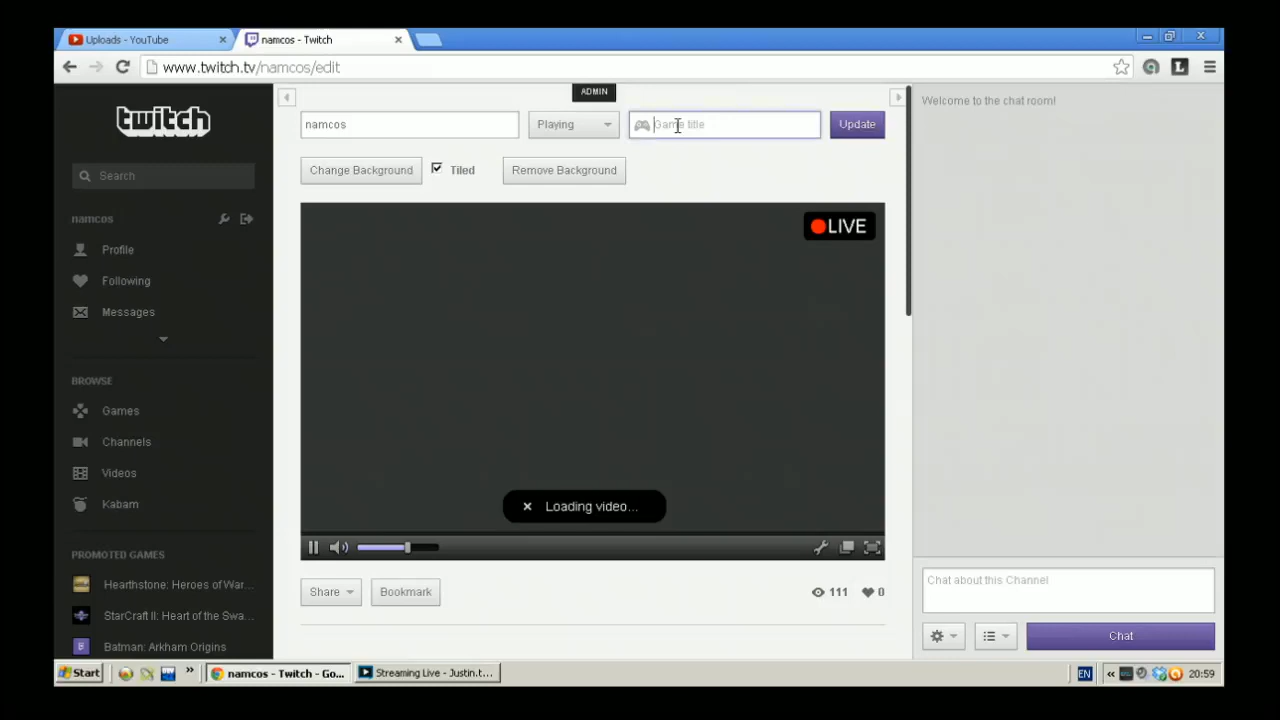 Uploads - YouTube
namcos - Twitch
www.twitch.tv/namcos/edit
ADMIN
namcos
Playing
Game title
Update
Change Background
Tiled
Remove Background
twitch
Search
namcos
Profile
Following
Messages
BROWSE
Games
Channels
Videos
Kabam
PROMOTED GAMES
Hearthstone: Heroes of War...
StarCraft II: Heart of the Swa...
Batman: Arkham Origins
LIVE
Loading video...
Share
Bookmark
111
0
Welcome to the chat room!
Chat about this Channel
Chat
Start
namcos - Twitch - Go...
Streaming Live - Justin.t...
EN
20:59